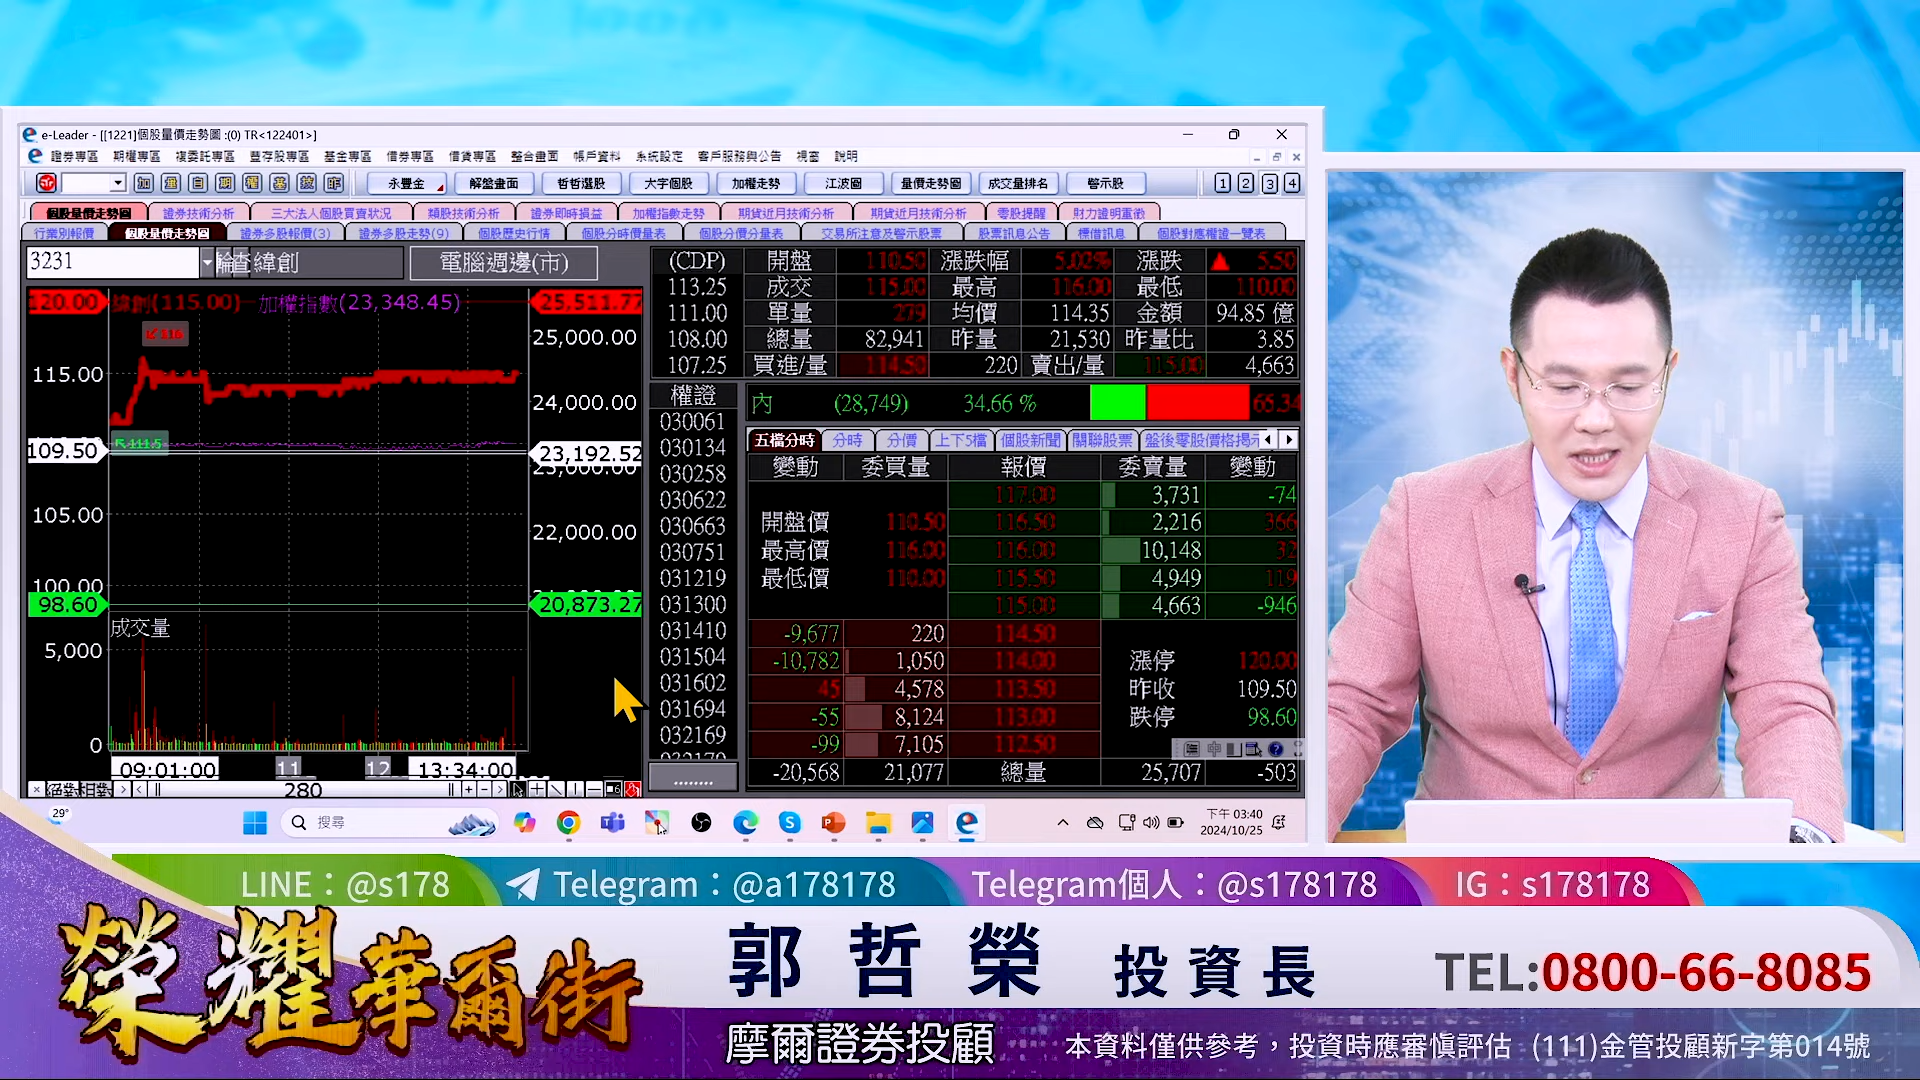 e-Leader - [[1221]個股量價走勢圖 :(0) TR<122401>]
證券專區 期權專區 複委託專區 豐存股專區 基金專區 借券專區 借貸專區 整合畫面 帳戶資料 系統設定 客戶服務與公告 視窗 說明
永豐金 解盤畫面 哲哲選股 大字個股 加權走勢 江波圖 量價走勢圖 成交量排名 警示股 1 2 3 4
個股量價走勢圖 證券技術分析 三大法人個股買賣狀況 類股技術分析 證券即時損益 加權指數走勢 期貨近月技術分析 期貨近月技術分析 零股提醒 財力證明重徵
行業別報價 個股量價走勢圖 證券多股報價(3) 證券多股走勢(9) 個股歷史行情 個股分時價量表 個股分價分量表 交易所注意及警示股票 股票訊息公告 標借訊息 個股對應權證一覽表
3231 緯創 電腦週邊(市)
120.00 緯創(115.00) 加權指數(23,348.45) 25,511.77
116
25,000.00
115.00
24,000.00
111.5
109.50 23,192.52
23,000.00
105.00
22,000.00
100.00
98.60 20,873.27
成交量
5,000
0
09:01:00 11 12 13:34:00
絕對 相對 280
(CDP) 開盤 110.50 漲跌幅 5.02% 漲跌 ▲ 5.50
113.25 成交 115.00 最高 116.00 最低 110.00
111.00 單量 279 均價 114.35 金額 94.85 億
108.00 總量 82,941 昨量 21,530 昨量比 3.85
107.25 買進/量 114.50 220 賣出/量 115.00 4,663
權證
030061
030134
030258
030622
030663
030751
031219
031300
031410
031504
031602
031694
032169
........
內 (28,749) 34.66 % 65.34
五檔分時 分時 分價 上下5檔 個股新聞 關聯股票 盤後零股價格揭示
變動 委買量 報價 委賣量 變動
117.00 3,731 -74
開盤價 110.50 116.50 2,216 366
最高價 116.00 116.00 10,148 32
最低價 110.00 115.50 4,949 119
115.00 4,663 -946
-9,677 220 114.50
-10,782 1,050 114.00 漲停 120.00
45 4,578 113.50 昨收 109.50
-55 8,124 113.00 跌停 98.60
-99 7,105 112.50
-20,568 21,077 總量 25,707 -503
29°
搜尋
下午 03:40
2024/10/25
LINE：@s178 Telegram：@a178178 Telegram個人：@s178178 IG：s178178
榮耀華爾街
郭哲榮 投資長
TEL:0800-66-8085
摩爾證券投顧
本資料僅供參考，投資時應審慎評估 (111)金管投顧新字第014號